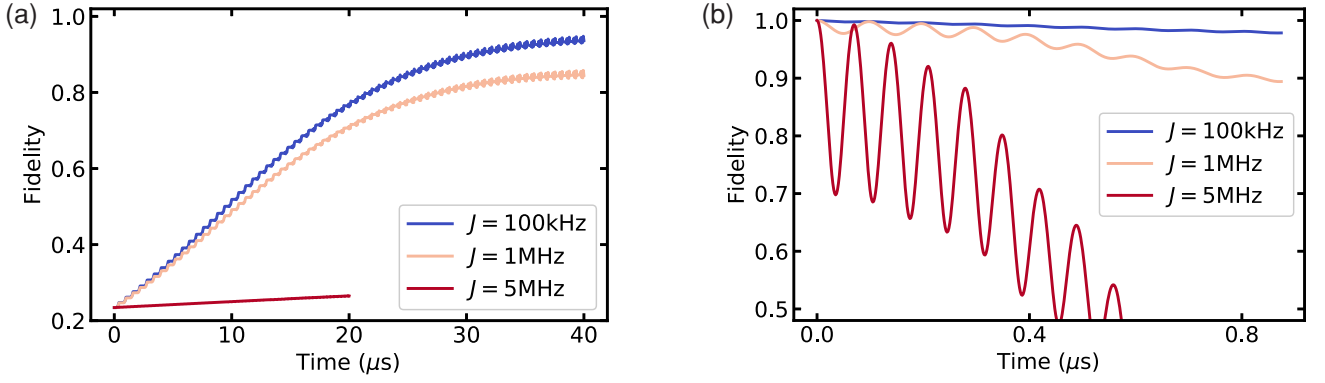 (a)
1.0
0.8
0.6
0.4
0.2
Fidelity
J = 100kHz
J = 1MHz
J = 5MHz
0
10
20
30
40
Time (μs)
(b)
1.0
0.9
0.8
0.7
0.6
0.5
Fidelity
J = 100kHz
J = 1MHz
J = 5MHz
0.0
0.4
0.8
Time (μs)